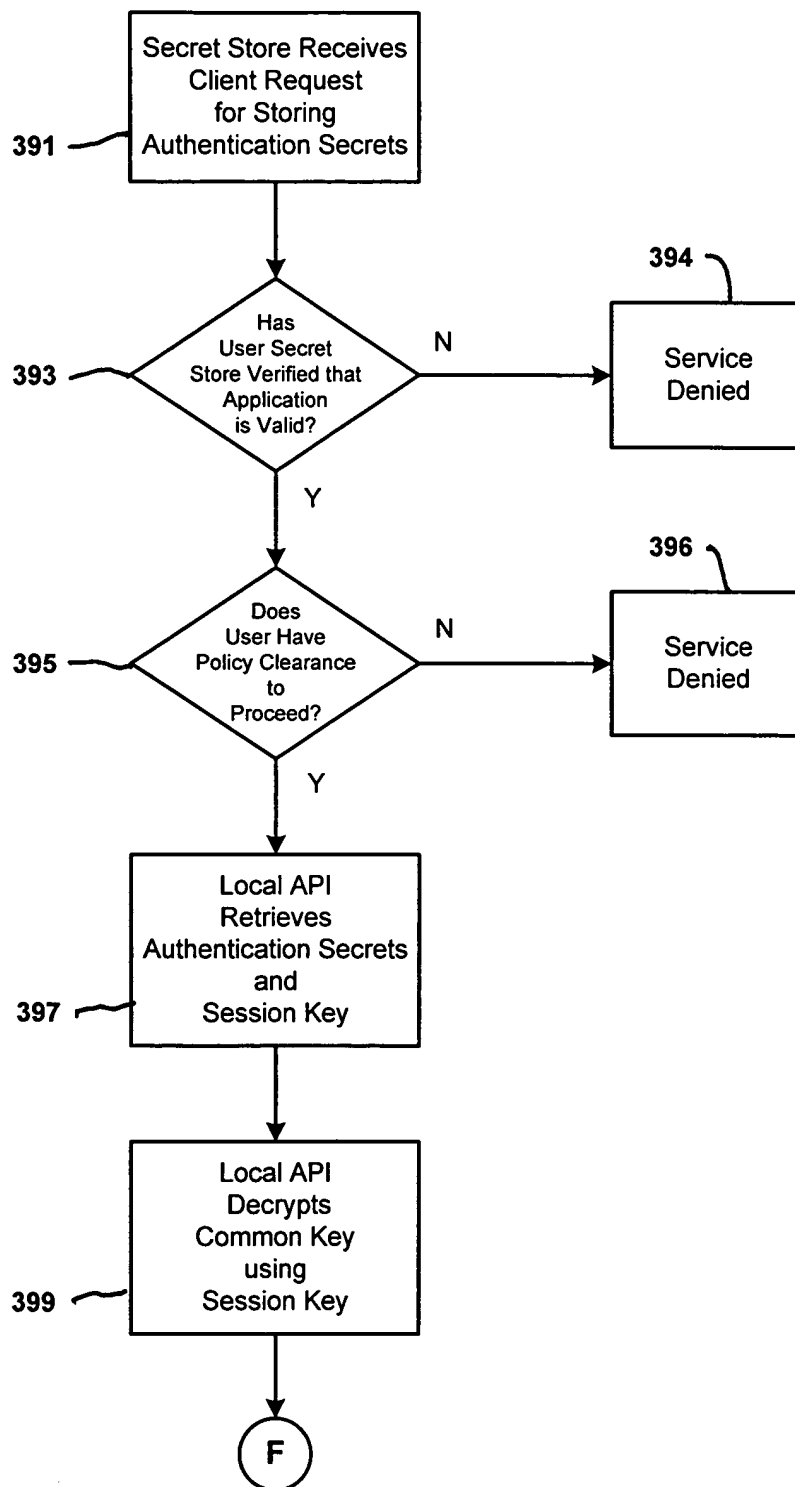 Secret Store Receives
Client Request
for Storing
Authentication Secrets
391
394
Has
User Secret
Store Verified that
Application
is Valid?
393
N
Service
Denied
Y
396
Does
User Have
Policy Clearance
to
Proceed?
395
N
Service
Denied
Y
Local API
Retrieves
Authentication Secrets
and
Session Key
397
Local API
Decrypts
Common Key
using
Session Key
399
F